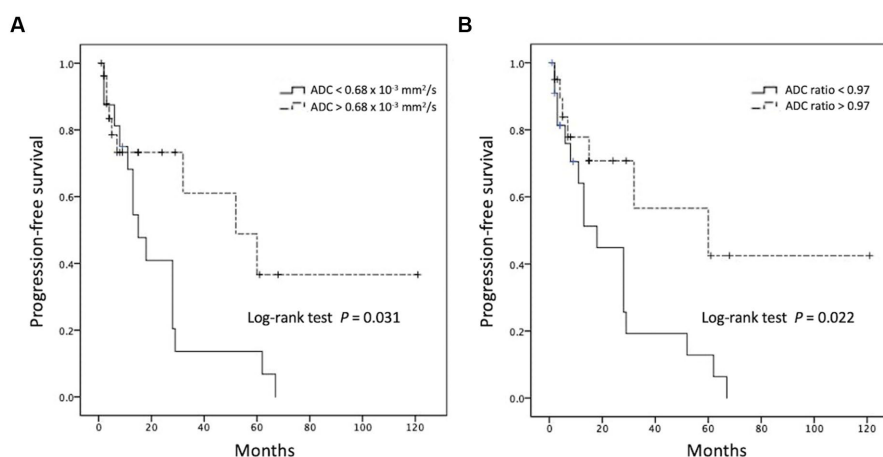 A
Progression-free survival
1.0
0.8
0.6
0.4
0.2
0.0
ADC < 0.68 x 10⁻³ mm²/s
ADC > 0.68 x 10⁻³ mm²/s
Log-rank test P = 0.031
0 20 40 60 80 100 120
Months
B
Progression-free survival
1.0
0.8
0.6
0.4
0.2
0.0
ADC ratio < 0.97
ADC ratio > 0.97
Log-rank test P = 0.022
0 20 40 60 80 100 120
Months